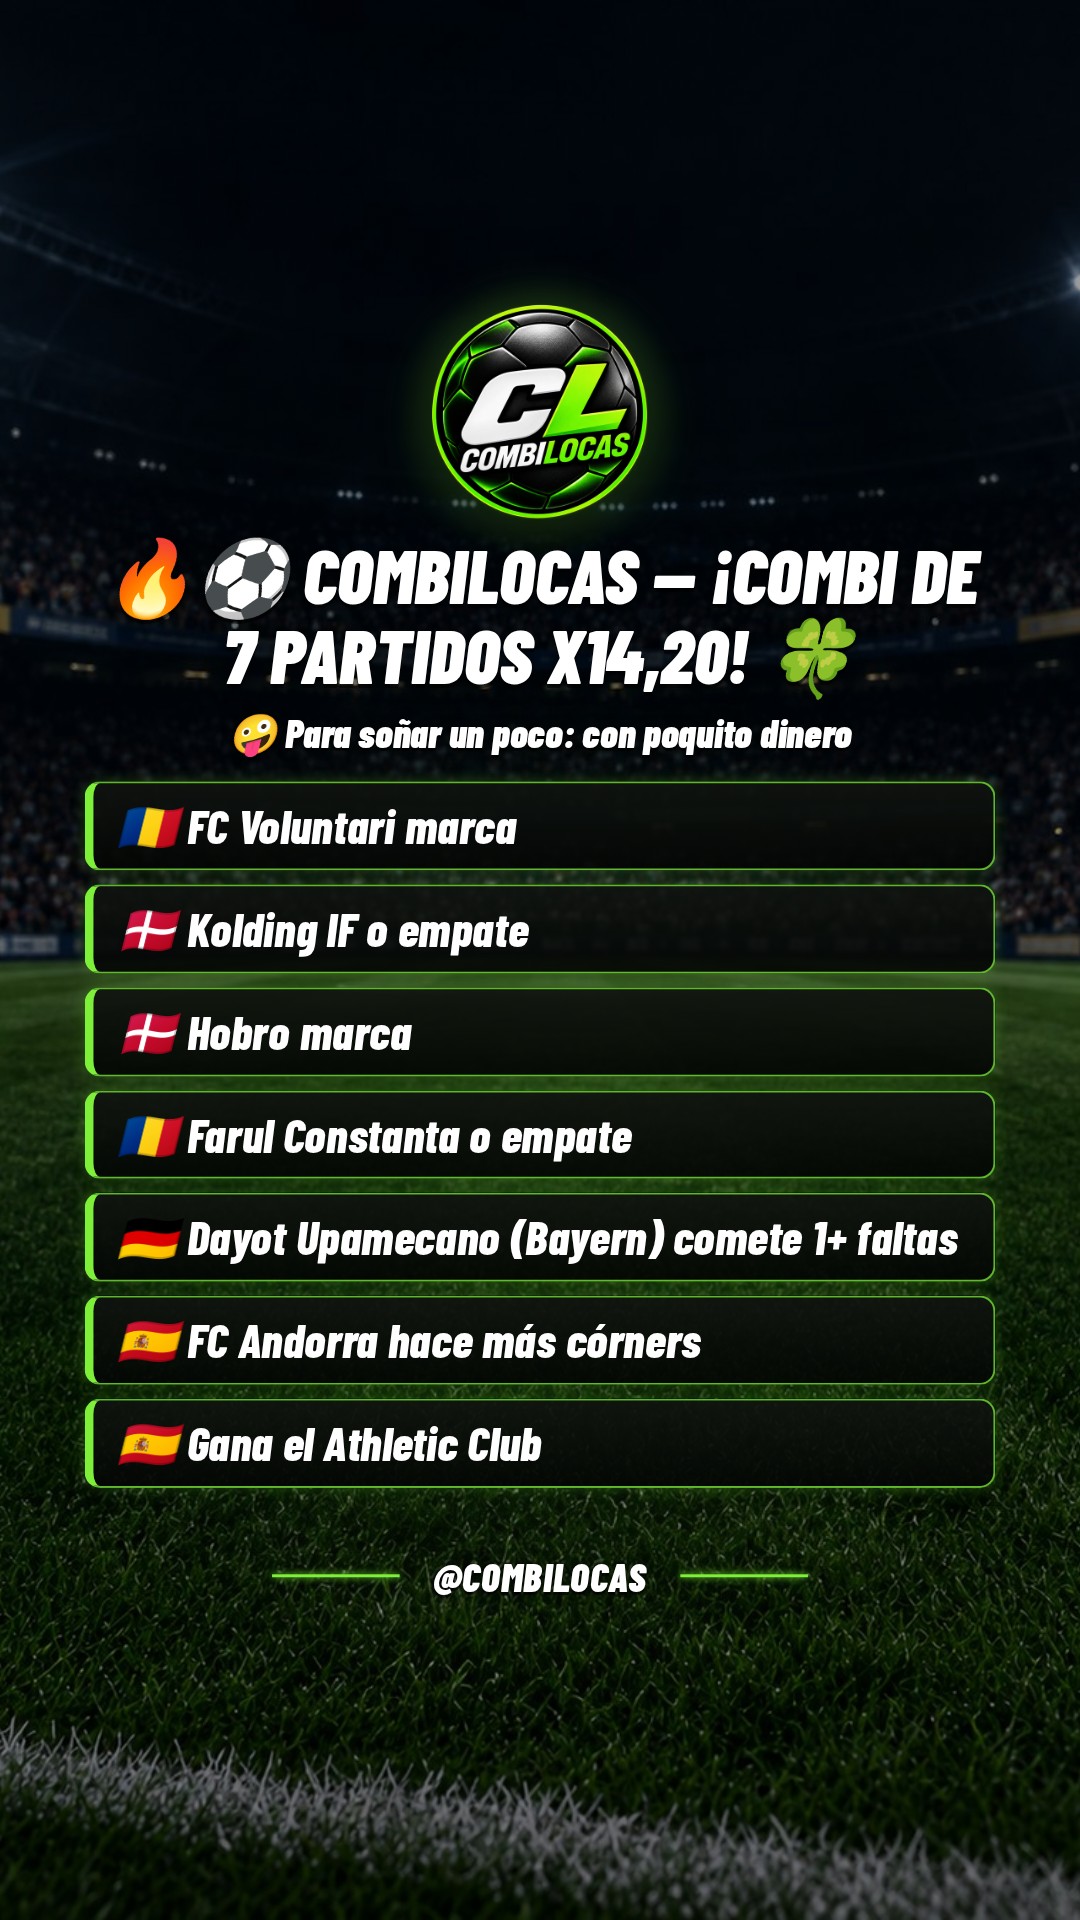 CL
COMBILOCAS
🔥⚽ COMBILOCAS – ¡COMBI DE
7 PARTIDOS X14,20! 🍀
🤪 Para soñar un poco: con poquito dinero
🇷🇴 FC Voluntari marca
🇩🇰 Kolding IF o empate
🇩🇰 Hobro marca
🇷🇴 Farul Constanta o empate
🇩🇪 Dayot Upamecano (Bayern) comete 1+ faltas
🇪🇸 FC Andorra hace más córners
🇪🇸 Gana el Athletic Club
@COMBILOCAS